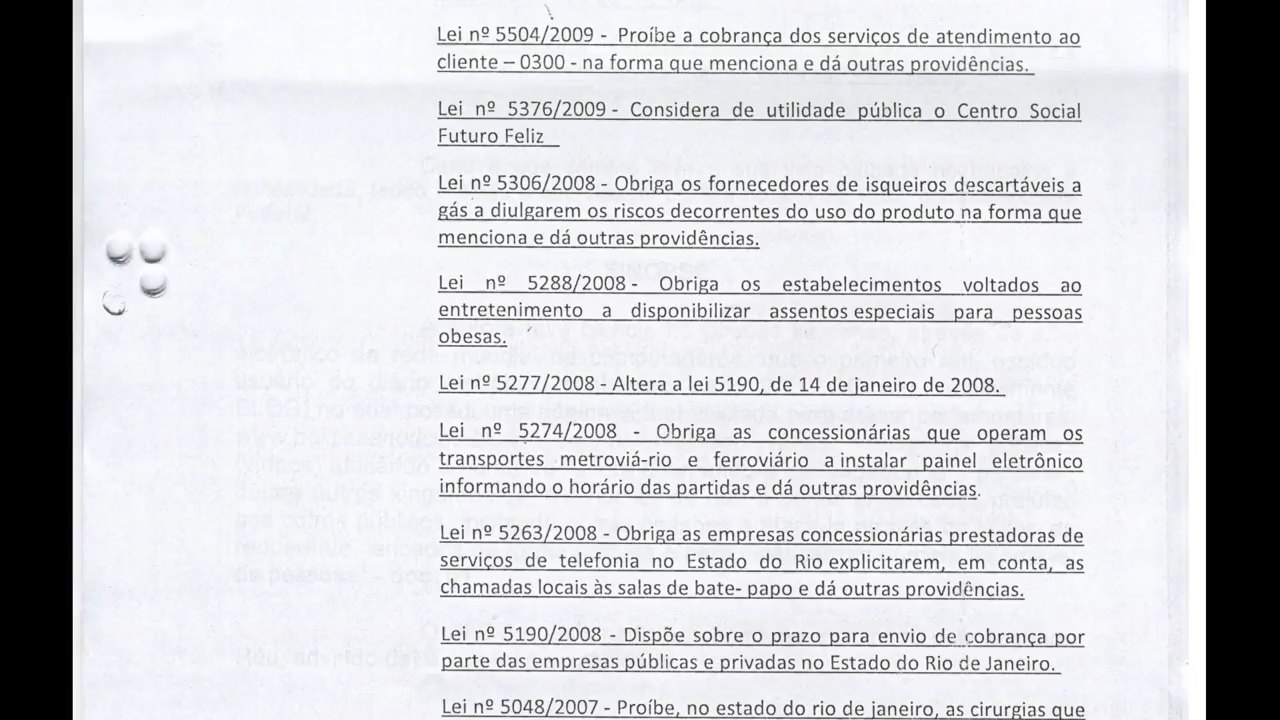 Lei nº 5504/2009 - Proíbe a cobrança dos serviços de atendimento ao
cliente – 0300 - na forma que menciona e dá outras providências.
Lei nº 5376/2009 - Considera de utilidade pública o Centro Social
Futuro Feliz
Lei nº 5306/2008 - Obriga os fornecedores de isqueiros descartáveis a
gás a diulgarem os riscos decorrentes do uso do produto na forma que
menciona e dá outras providências.
Lei nº 5288/2008 - Obriga os estabelecimentos voltados ao
entretenimento a disponibilizar assentos especiais para pessoas
obesas.
Lei nº 5277/2008 - Altera a lei 5190, de 14 de janeiro de 2008.
Lei nº 5274/2008 - Obriga as concessionárias que operam os
transportes metroviá-rio e ferroviário a instalar painel eletrônico
informando o horário das partidas e dá outras providências.
Lei nº 5263/2008 - Obriga as empresas concessionárias prestadoras de
serviços de telefonia no Estado do Rio explicitarem, em conta, as
chamadas locais às salas de bate- papo e dá outras providências.
Lei nº 5190/2008 - Dispõe sobre o prazo para envio de cobrança por
parte das empresas públicas e privadas no Estado do Rio de Janeiro.
Lei nº 5048/2007 - Proíbe, no estado do rio de janeiro, as cirurgias que